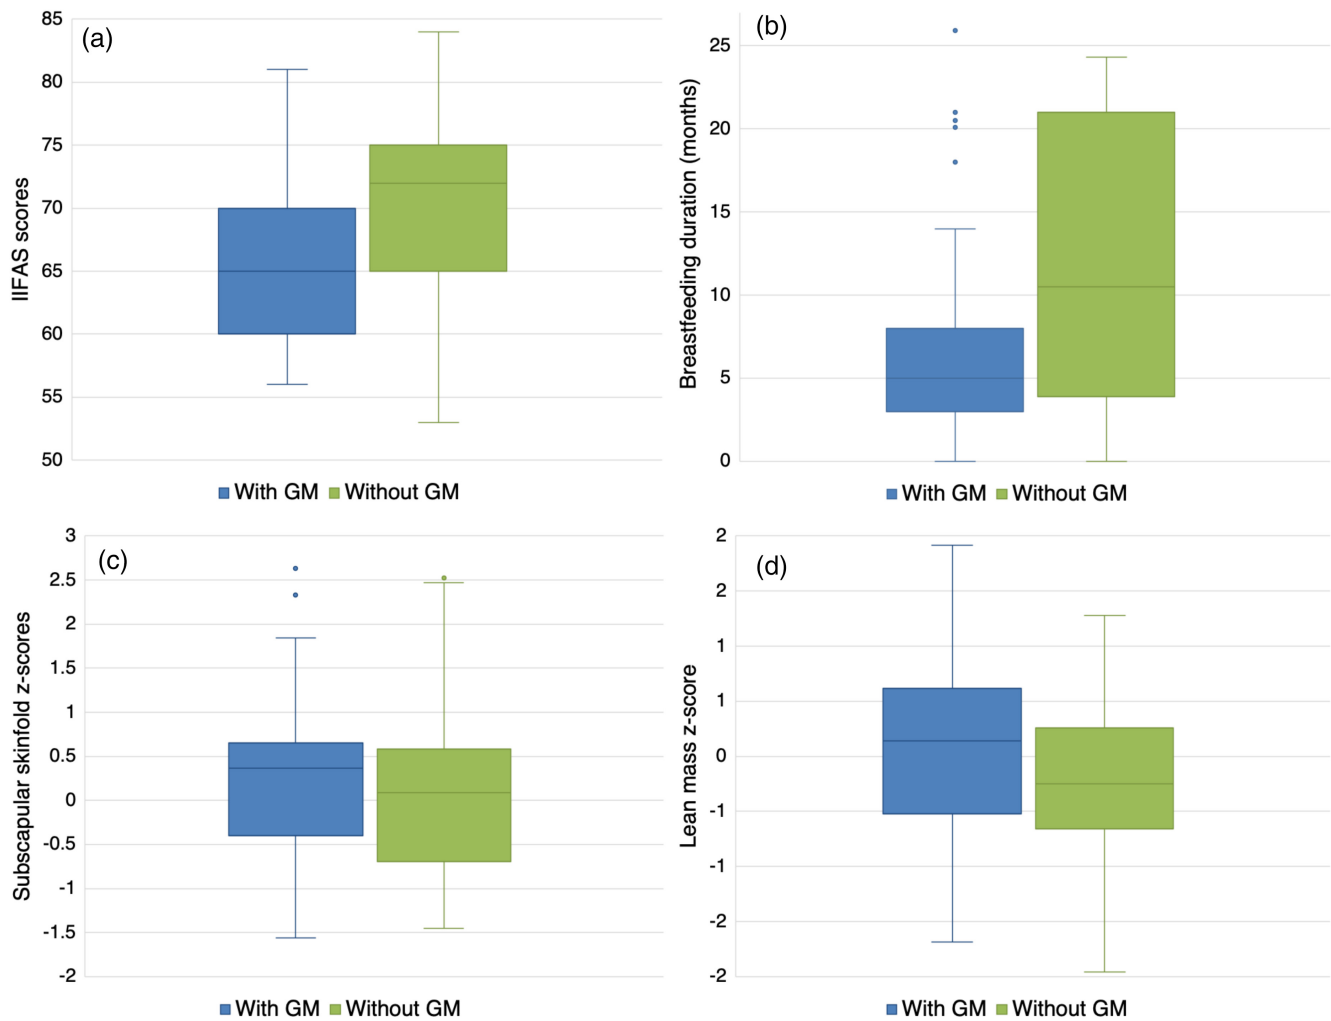 (a)
IIFAS scores
85
80
75
70
65
60
55
50
With GM Without GM
(b)
Breastfeeding duration (months)
25
20
15
10
5
0
With GM Without GM
(c)
Subscapular skinfold z-scores
3
2.5
2
1.5
1
0.5
0
-0.5
-1
-1.5
-2
With GM Without GM
(d)
Lean mass z-score
2
2
1
1
0
-1
-1
-2
-2
With GM Without GM